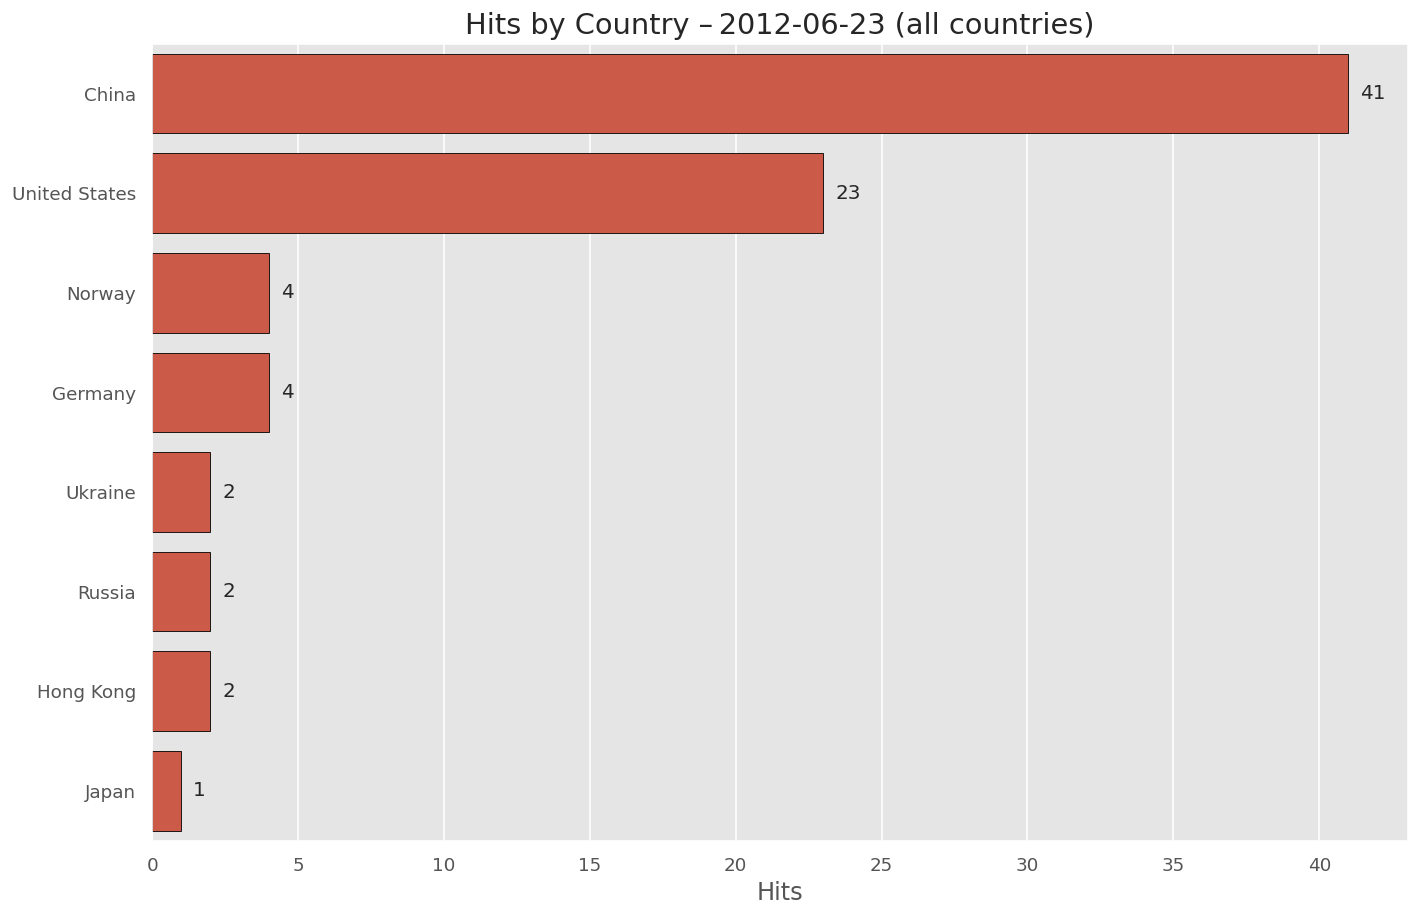 Hits by Country – 2012-06-23 (all countries)
China 41
United States 23
Norway 4
Germany 4
Ukraine 2
Russia 2
Hong Kong 2
Japan 1
0 5 10 15 20 25 30 35 40
Hits